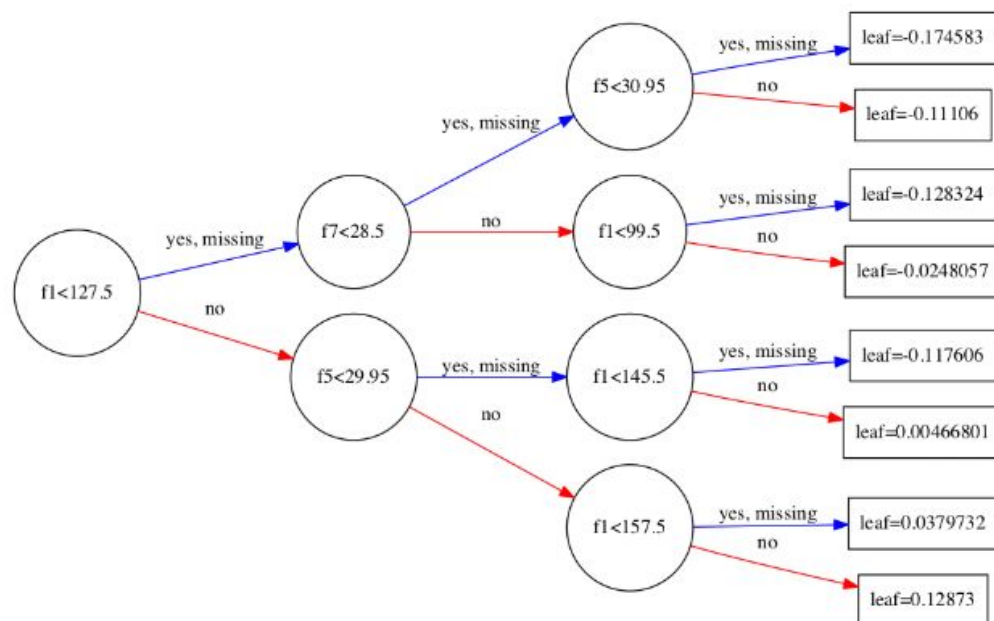 yes, missing
leaf=-0.174583
f5<30.95
no
leaf=-0.11106
yes, missing
yes, missing
leaf=-0.128324
f7<28.5
no
f1<99.5
no
yes, missing
leaf=-0.0248057
f1<127.5
no
yes, missing
leaf=-0.117606
f5<29.95
yes, missing
f1<145.5
no
no
leaf=0.00466801
yes, missing
leaf=0.0379732
f1<157.5
no
leaf=0.12873